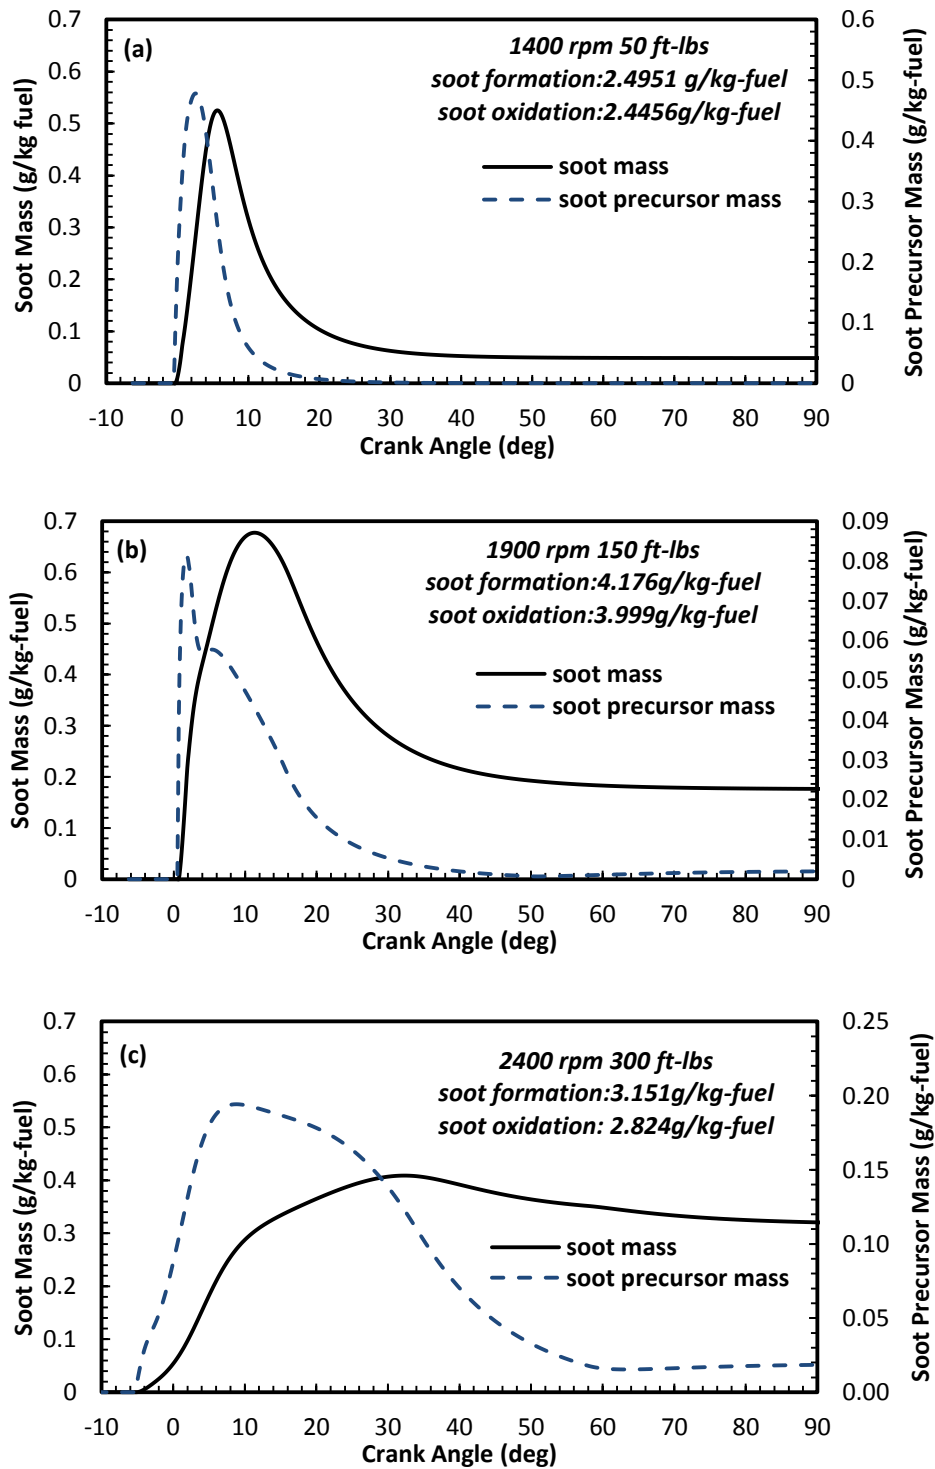 (a)
1400 rpm 50 ft-lbs
soot formation:2.4951 g/kg-fuel
soot oxidation:2.4456g/kg-fuel
soot mass
soot precursor mass
Soot Mass (g/kg fuel)
0.7
0.6
0.5
0.4
0.3
0.2
0.1
0
Soot Precursor Mass (g/kg-fuel)
0.6
0.5
0.4
0.3
0.2
0.1
0
-10 0 10 20 30 40 50 60 70 80 90
Crank Angle (deg)
(b)
1900 rpm 150 ft-lbs
soot formation:4.176g/kg-fuel
soot oxidation:3.999g/kg-fuel
soot mass
soot precursor mass
Soot Mass (g/kg-fuel)
0.7
0.6
0.5
0.4
0.3
0.2
0.1
0
Soot Precursor Mass (g/kg-fuel)
0.09
0.08
0.07
0.06
0.05
0.04
0.03
0.02
0.01
0
-10 0 10 20 30 40 50 60 70 80 90
Crank Angle (deg)
(c)
2400 rpm 300 ft-lbs
soot formation:3.151g/kg-fuel
soot oxidation: 2.824g/kg-fuel
soot mass
soot precursor mass
Soot Mass (g/kg-fuel)
0.7
0.6
0.5
0.4
0.3
0.2
0.1
0
Soot Precursor Mass (g/kg-fuel)
0.25
0.20
0.15
0.10
0.05
0.00
-10 0 10 20 30 40 50 60 70 80 90
Crank Angle (deg)